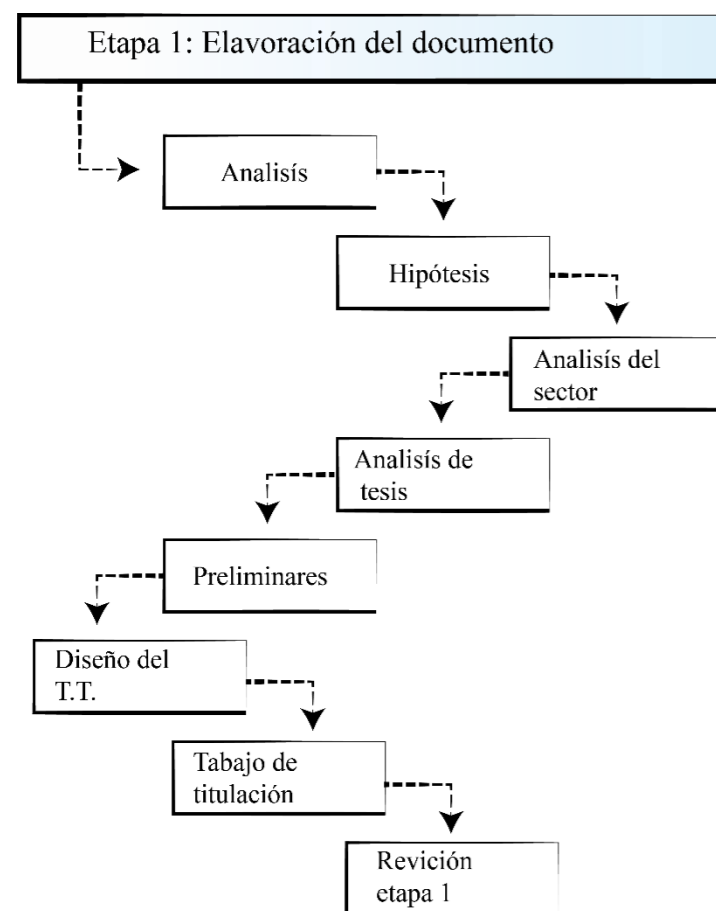 Etapa 1: Elavoración del documento
Analisís
Hipótesis
Analisís del
sector
Analisís de
tesis
Preliminares
Diseño del
T.T.
Tabajo de
titulación
Revición
etapa 1